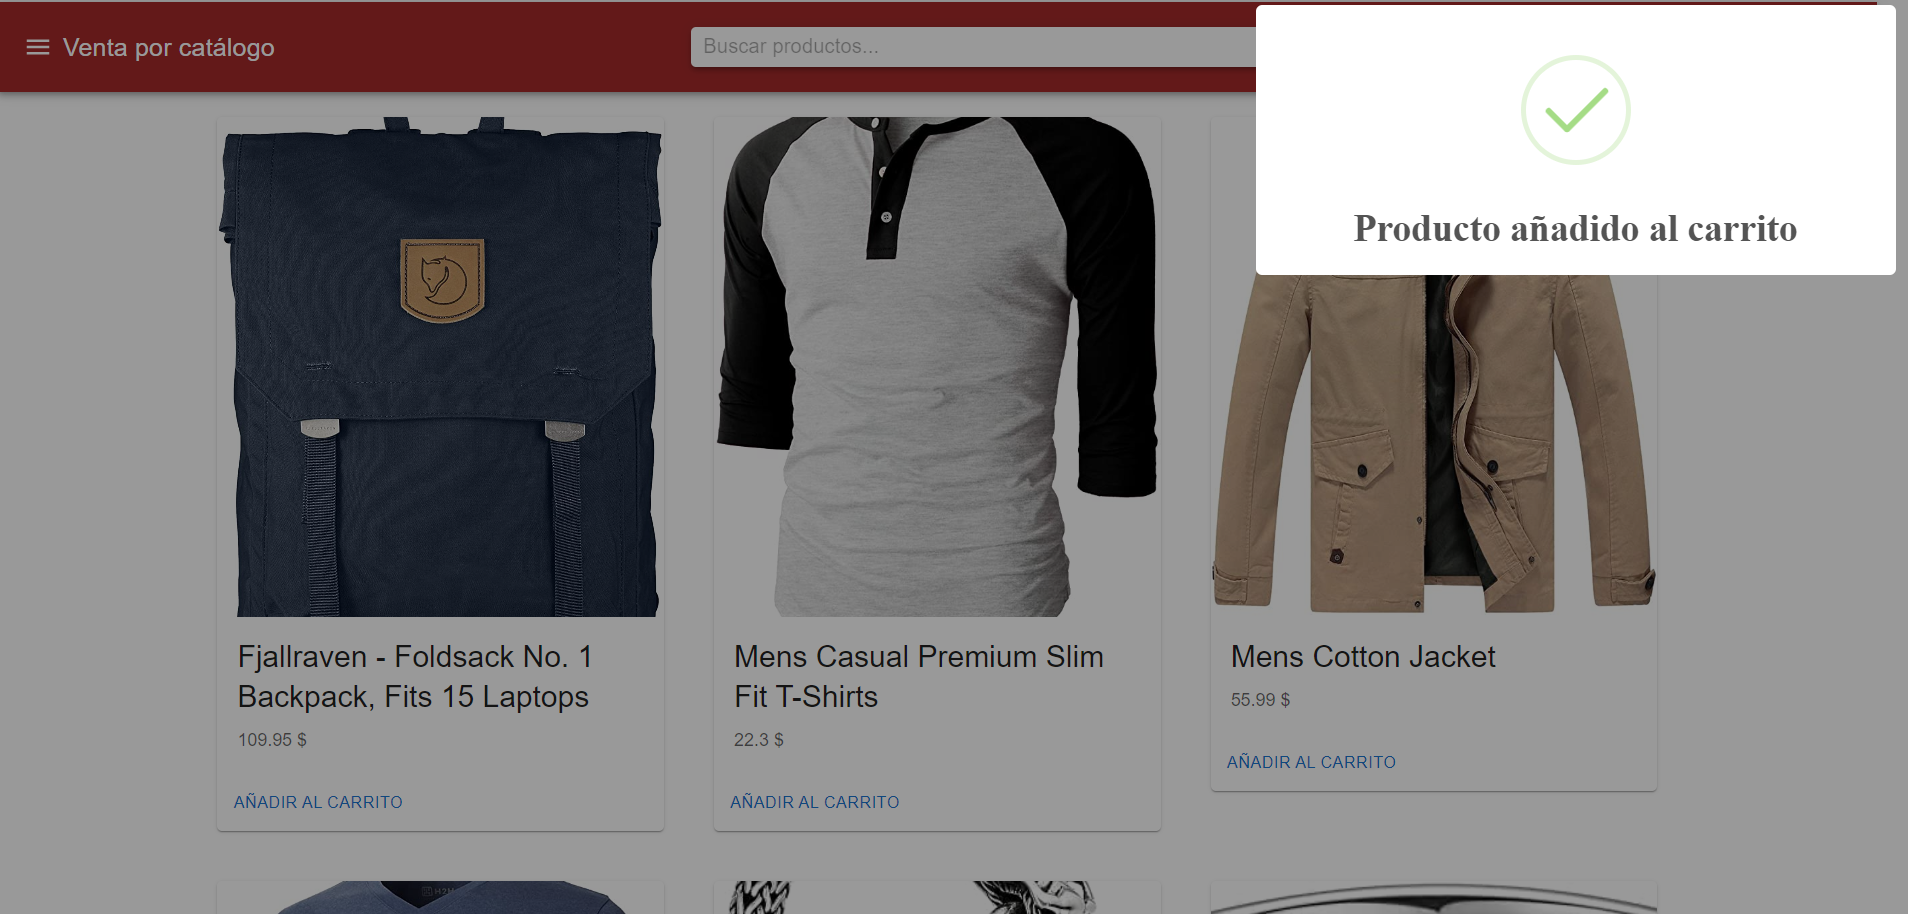 Venta por catálogo
Buscar productos...
Producto añadido al carrito
Fjallraven - Foldsack No. 1
Backpack, Fits 15 Laptops
109.95 $
AÑADIR AL CARRITO
Mens Casual Premium Slim
Fit T-Shirts
22.3 $
AÑADIR AL CARRITO
Mens Cotton Jacket
55.99 $
AÑADIR AL CARRITO